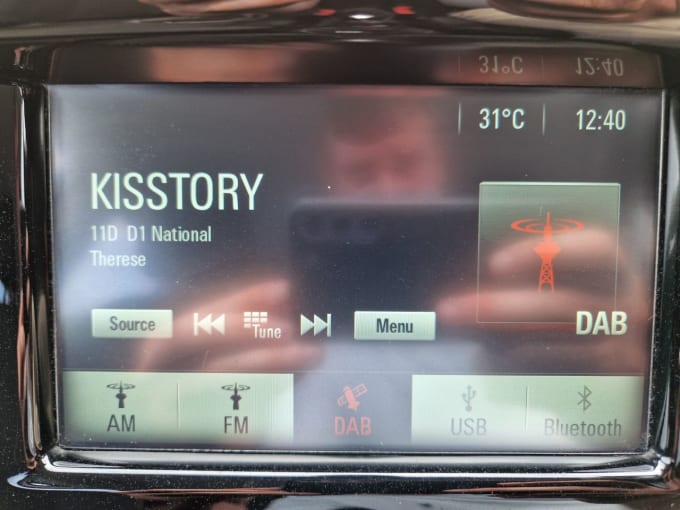 31°C 12:40
KISSTORY
11D D1 National
Therese
DAB
Source Tune Menu
AM FM DAB USB Bluetooth